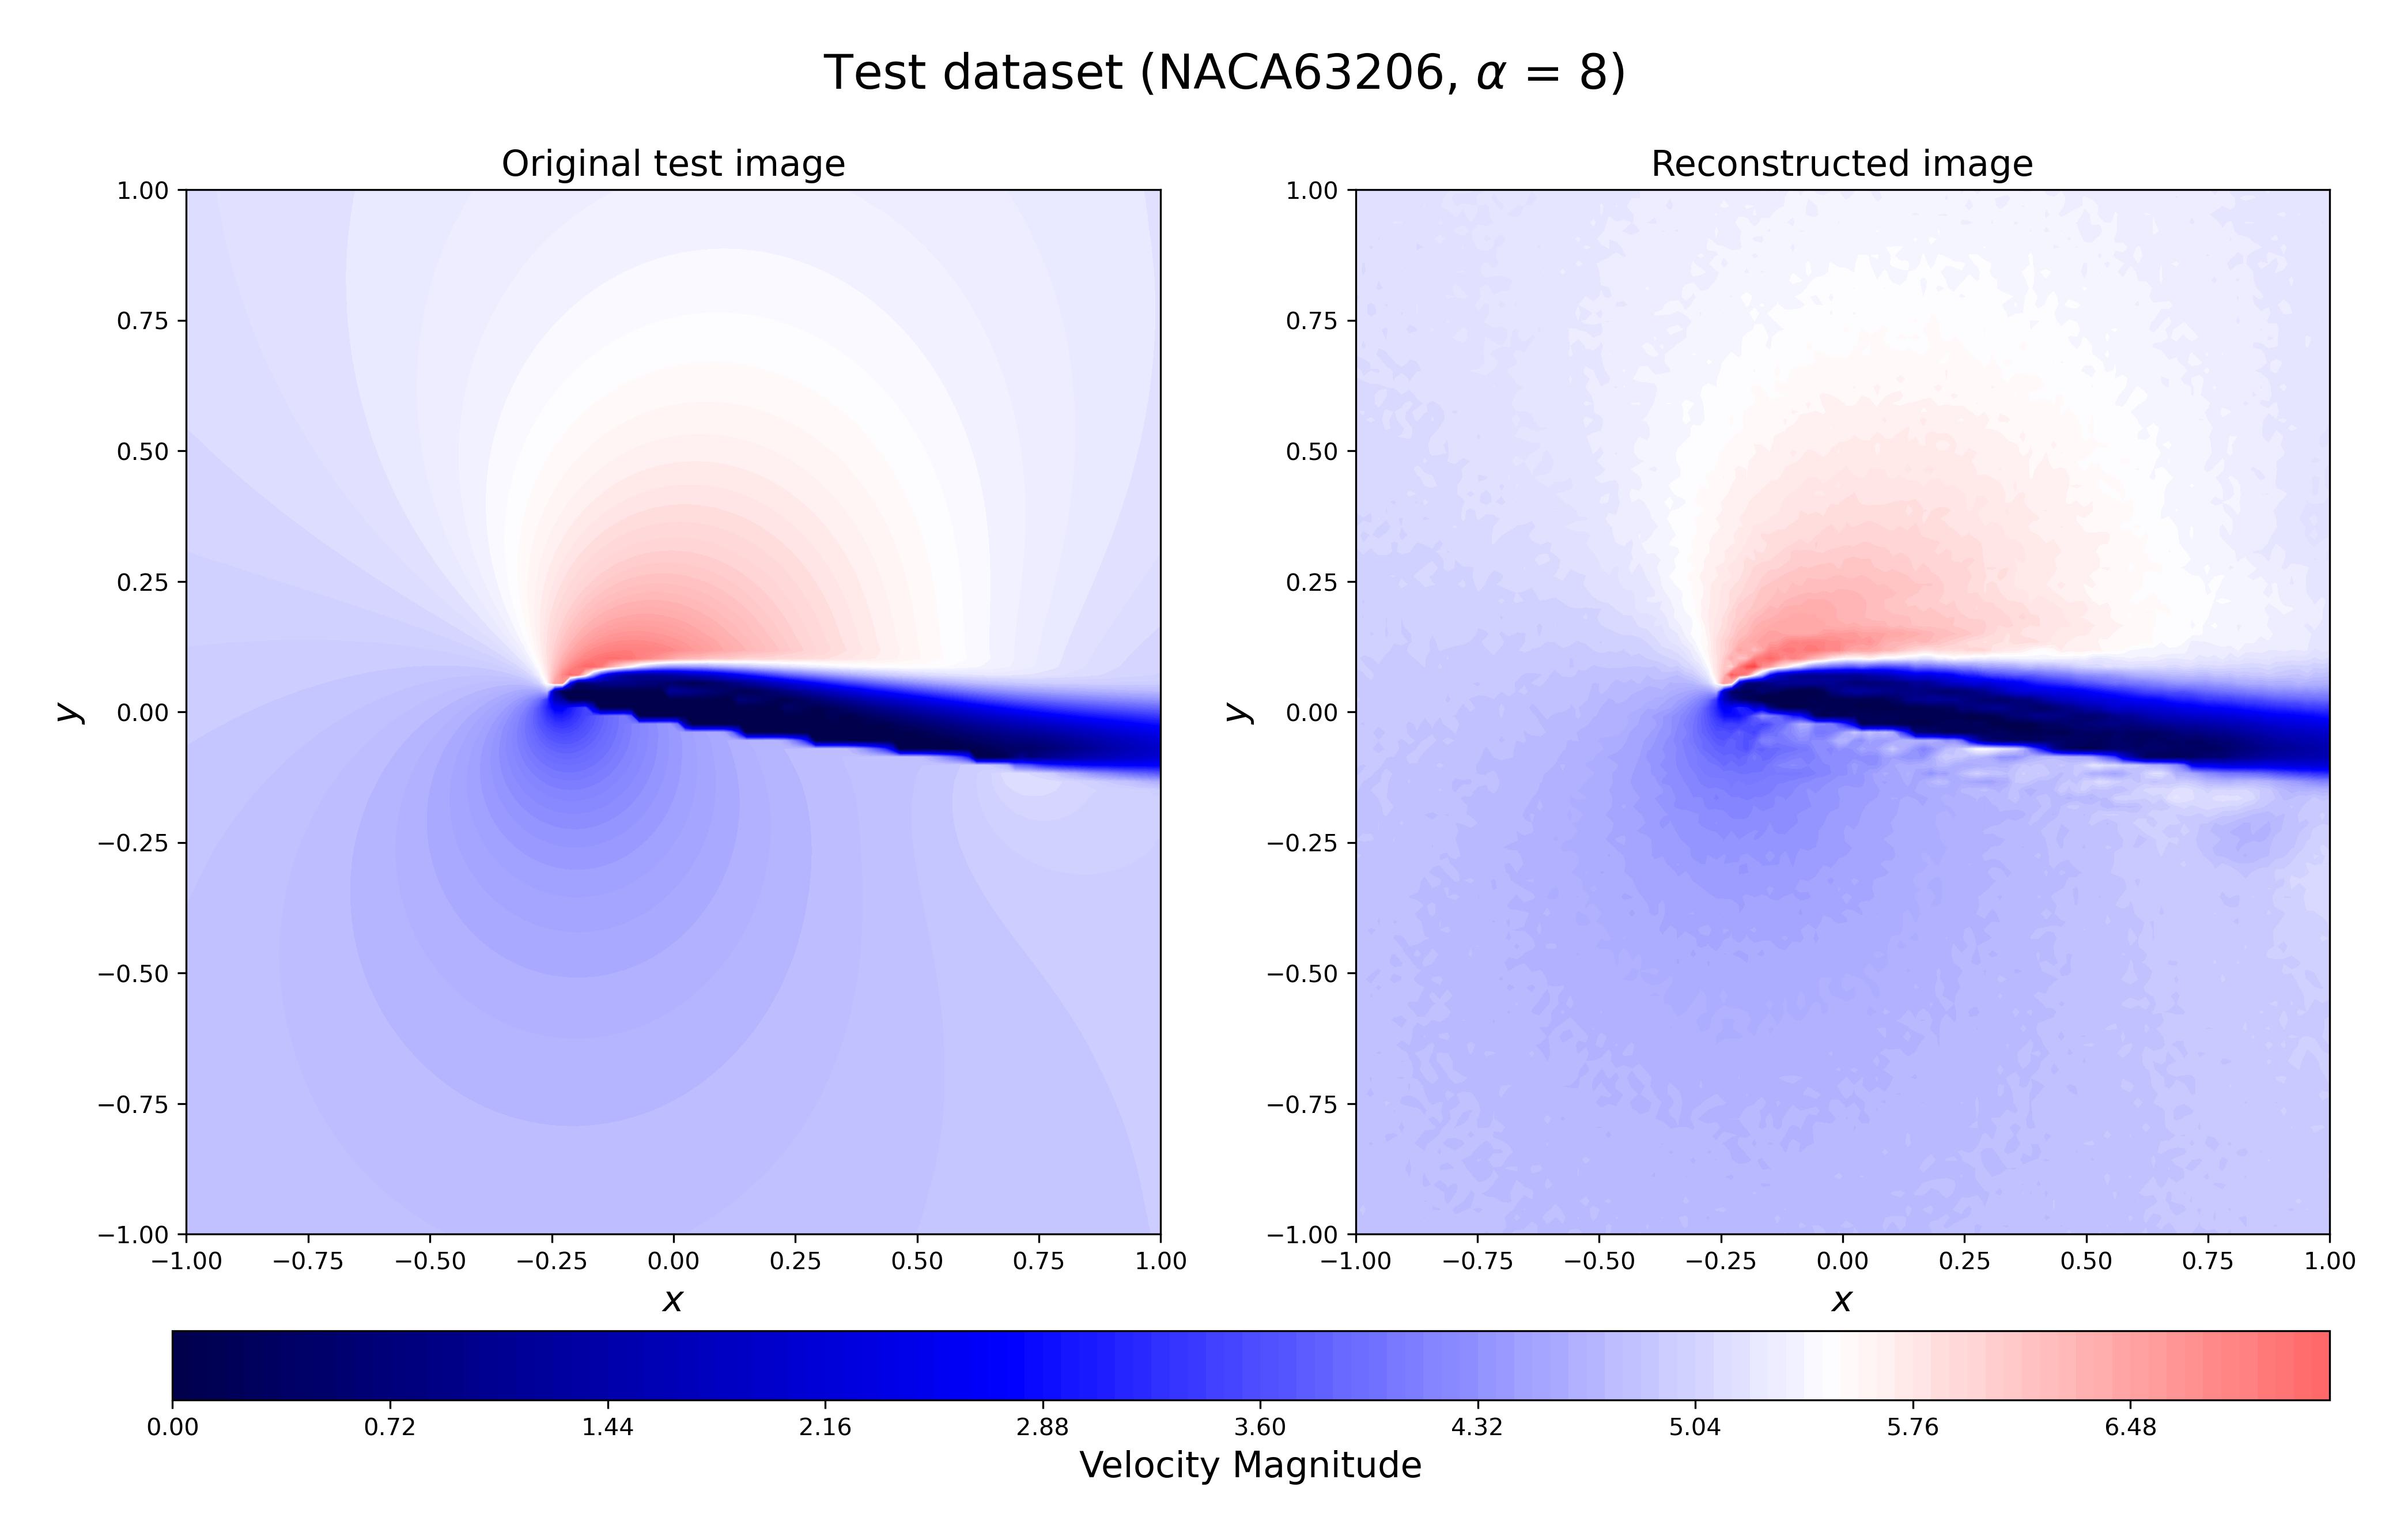 Test dataset (NACA63206, α = 8)
Original test image
Reconstructed image
1.00
0.75
0.50
0.25
0.00
−0.25
−0.50
−0.75
−1.00
y
−1.00 −0.75 −0.50 −0.25 0.00 0.25 0.50 0.75 1.00
x
1.00
0.75
0.50
0.25
0.00
−0.25
−0.50
−0.75
−1.00
y
−1.00 −0.75 −0.50 −0.25 0.00 0.25 0.50 0.75 1.00
x
0.00 0.72 1.44 2.16 2.88 3.60 4.32 5.04 5.76 6.48
Velocity Magnitude